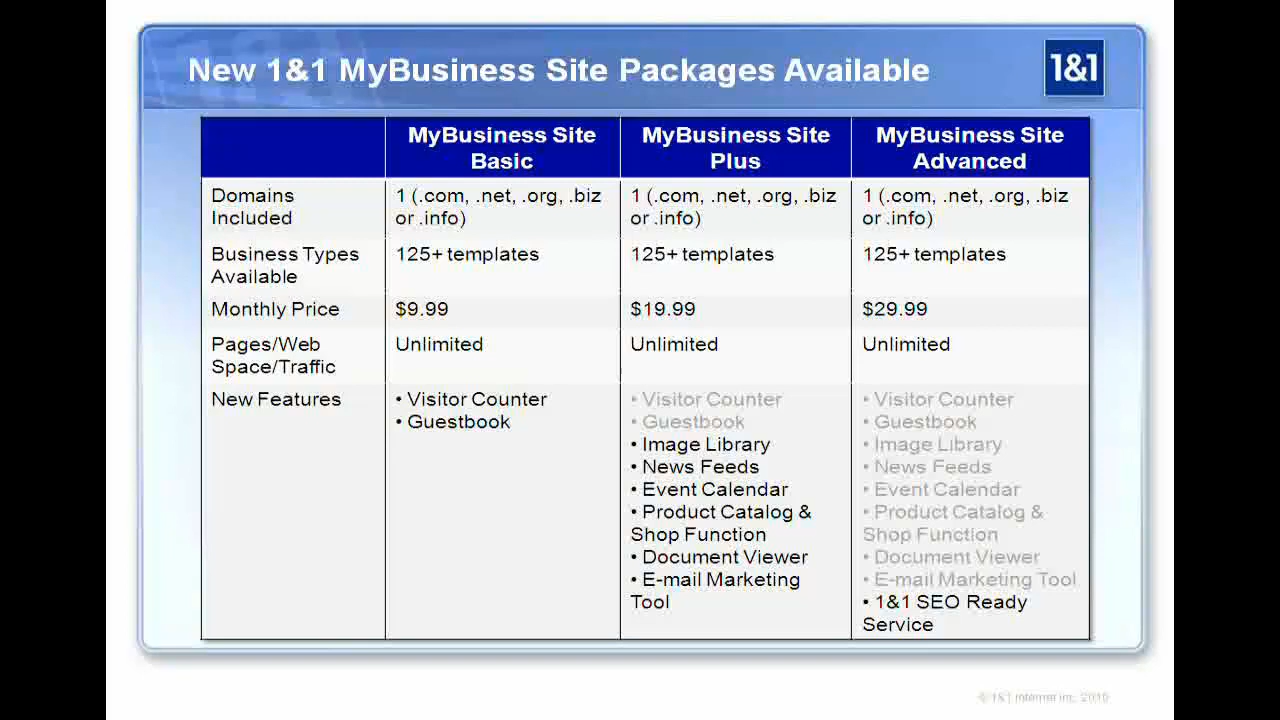 New 1&1 MyBusiness Site Packages Available
1&1
MyBusiness Site
Basic
MyBusiness Site
Plus
MyBusiness Site
Advanced
Domains
Included
1 (.com, .net, .org, .biz
or .info)
1 (.com, .net, .org, .biz
or .info)
1 (.com, .net, .org, .biz
or .info)
Business Types
Available
125+ templates
125+ templates
125+ templates
Monthly Price
$9.99
$19.99
$29.99
Pages/Web
Space/Traffic
Unlimited
Unlimited
Unlimited
New Features
• Visitor Counter
• Guestbook
• Visitor Counter
• Guestbook
• Image Library
• News Feeds
• Event Calendar
• Product Catalog &
Shop Function
• Document Viewer
• E-mail Marketing
Tool
• Visitor Counter
• Guestbook
• Image Library
• News Feeds
• Event Calendar
• Product Catalog &
Shop Function
• Document Viewer
• E-mail Marketing Tool
• 1&1 SEO Ready
Service
© 1&1 Internet Inc. 2010